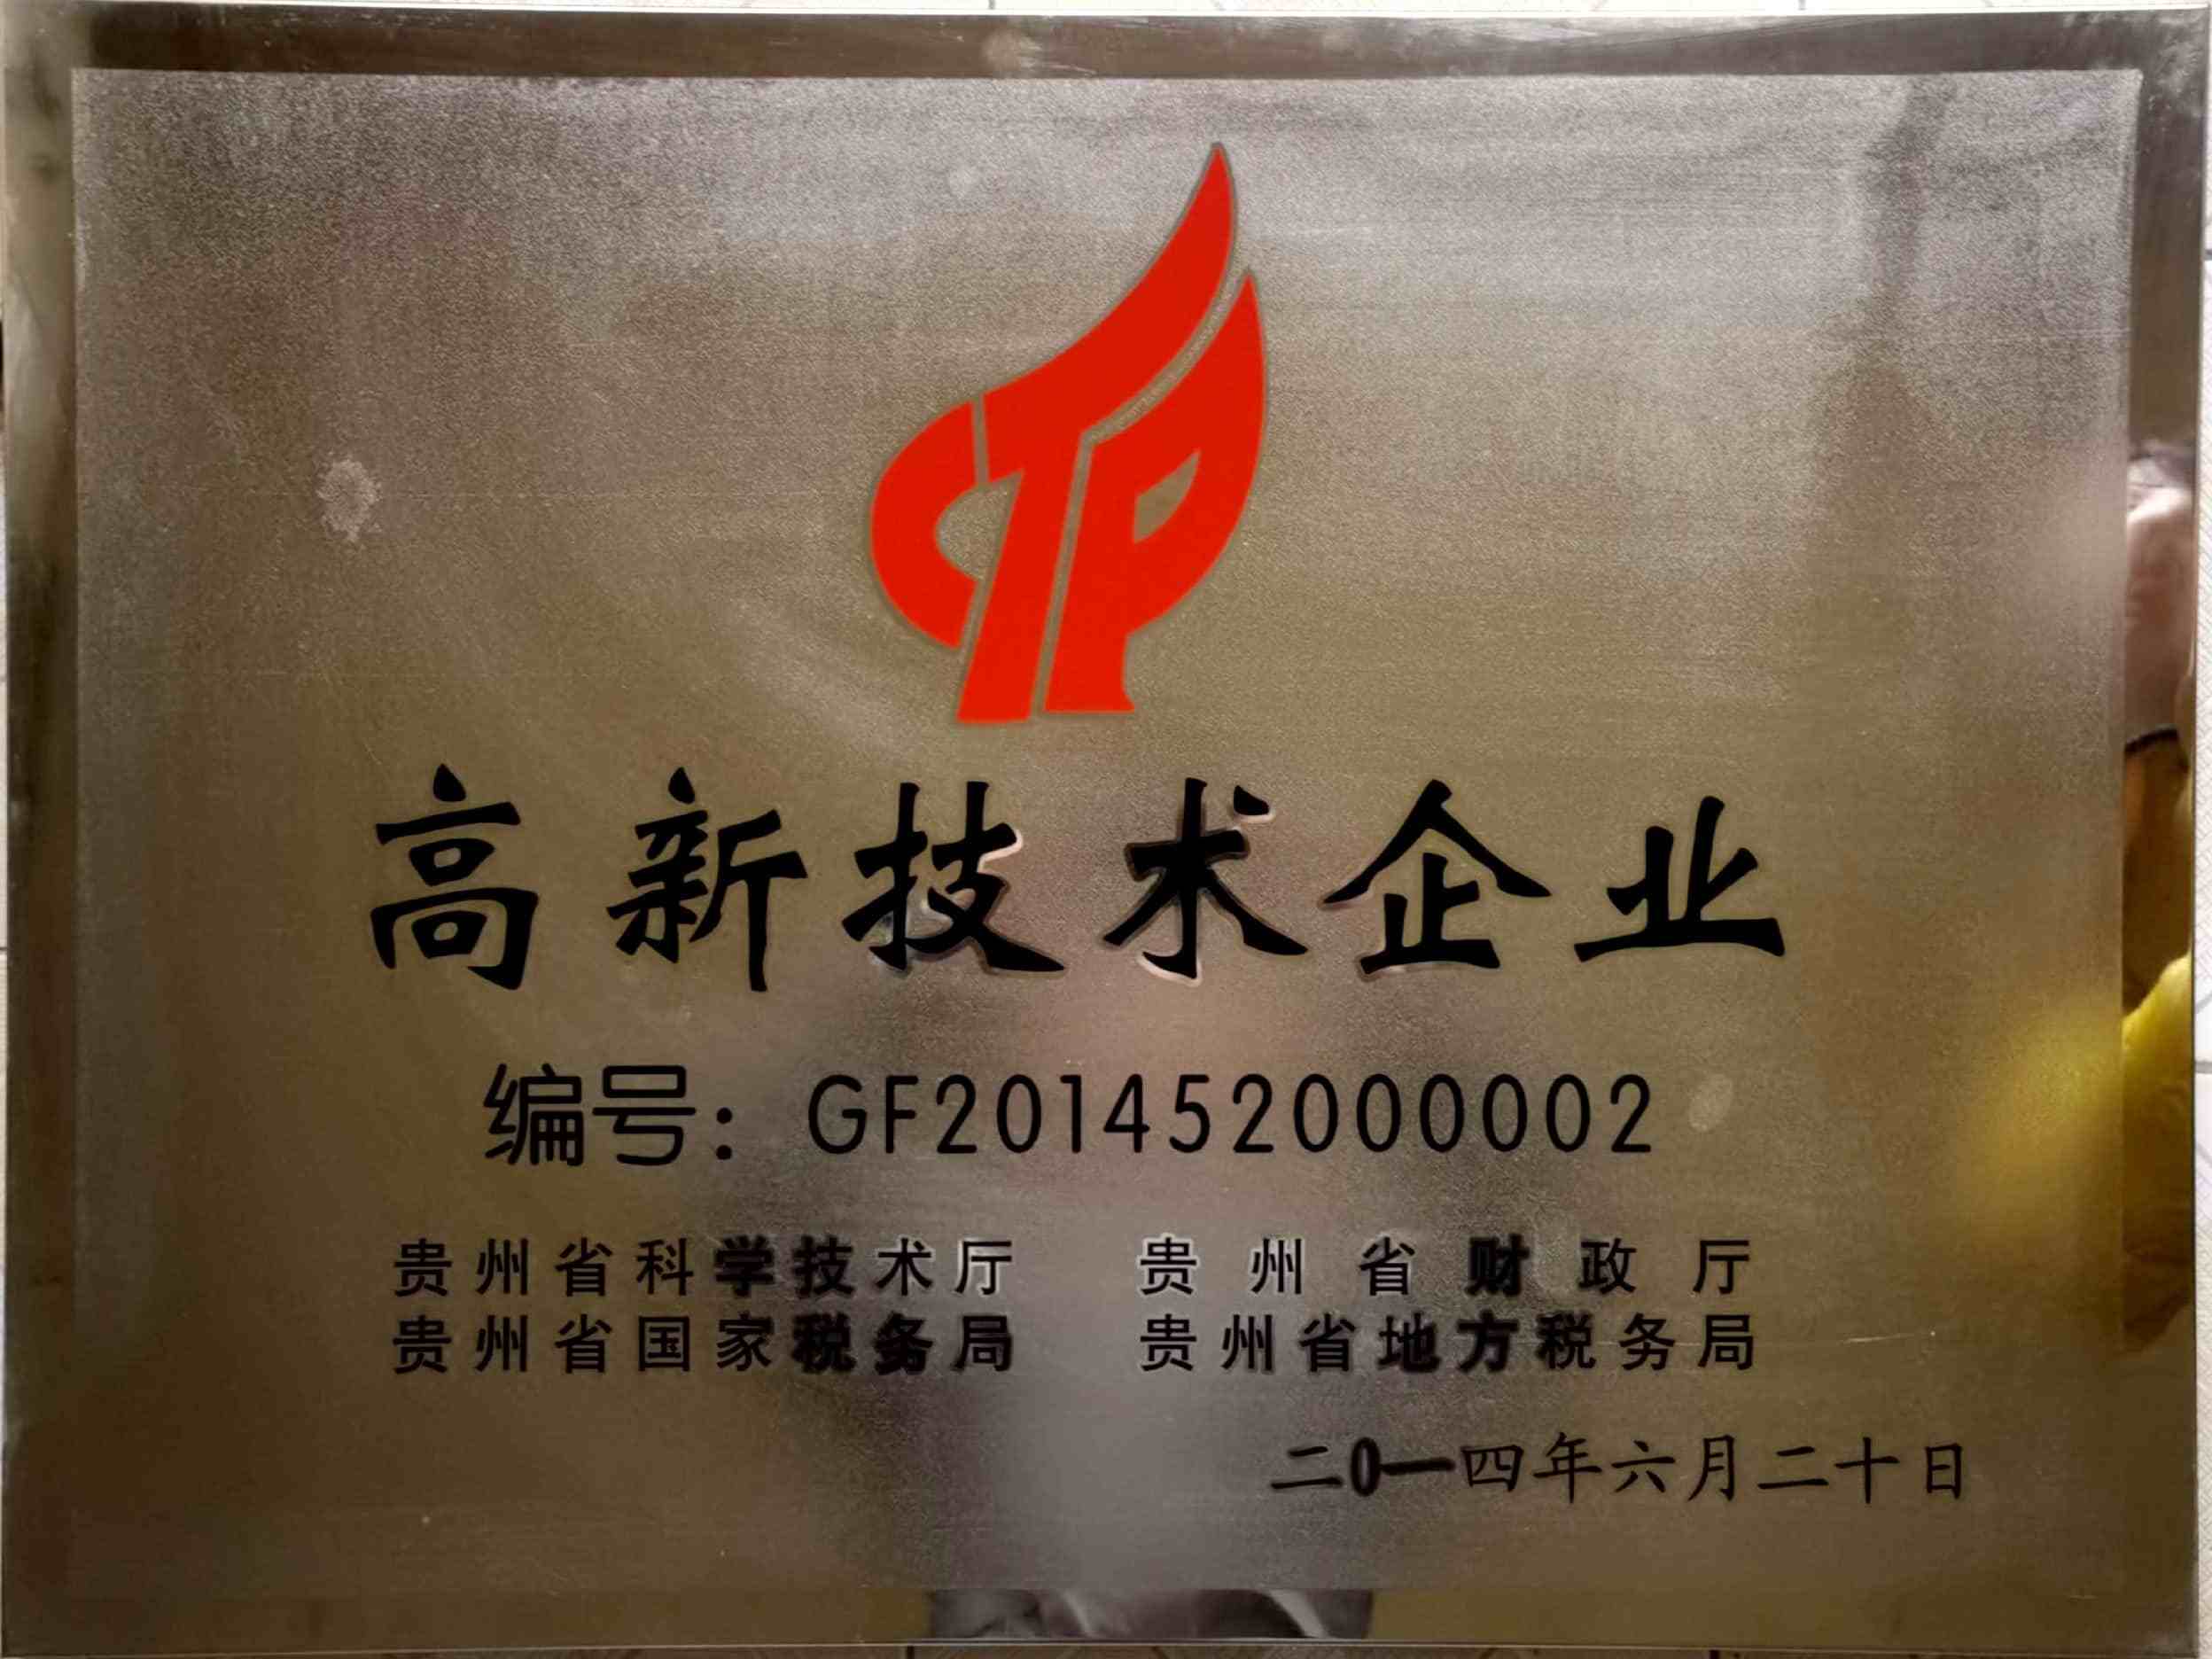 高新技术企业
编号：GF201452000002
贵州省科学技术厅 贵州省财政厅
贵州省国家税务局 贵州省地方税务局
二0一四年六月二十日